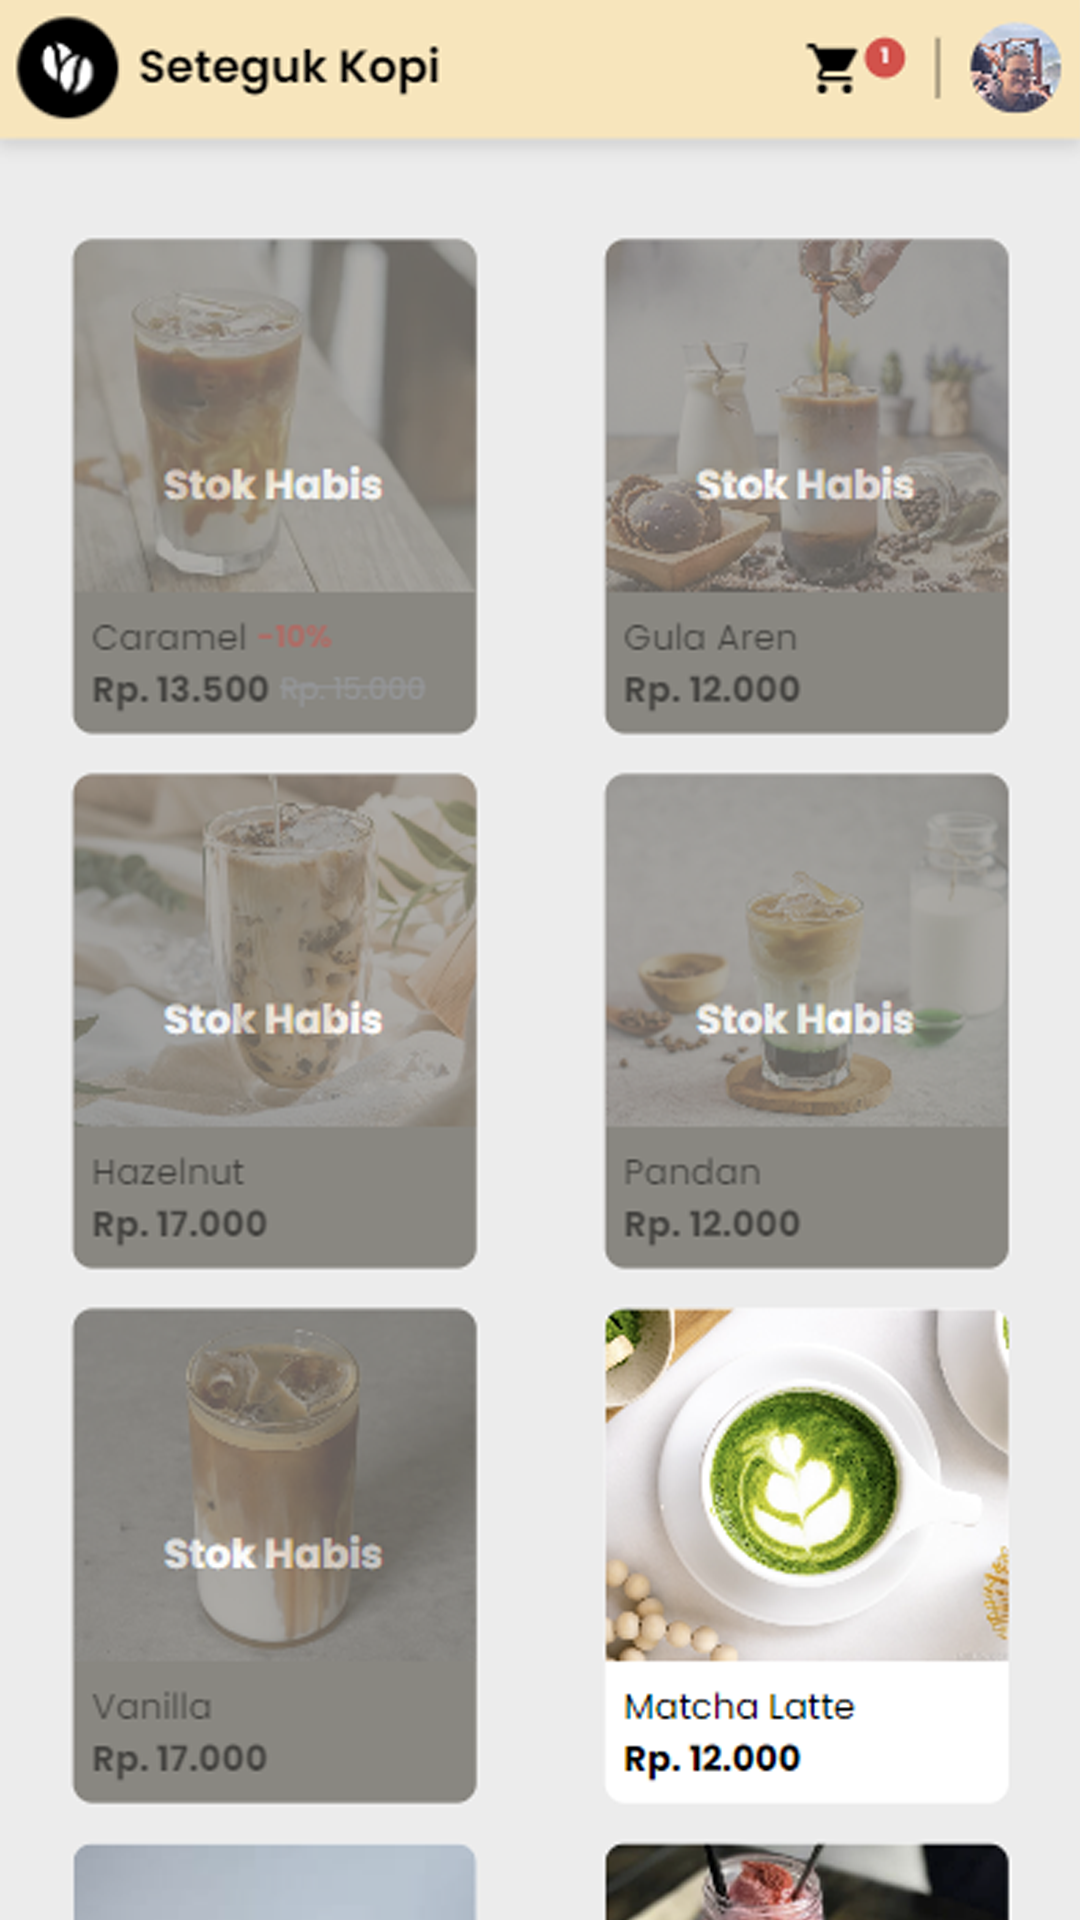 Seteguk Kopi
1
Stok Habis
Caramel -10%
Rp. 13.500 Rp. 15.000
Stok Habis
Gula Aren
Rp. 12.000
Stok Habis
Hazelnut
Rp. 17.000
Stok Habis
Pandan
Rp. 12.000
Stok Habis
Vanilla
Rp. 17.000
Matcha Latte
Rp. 12.000